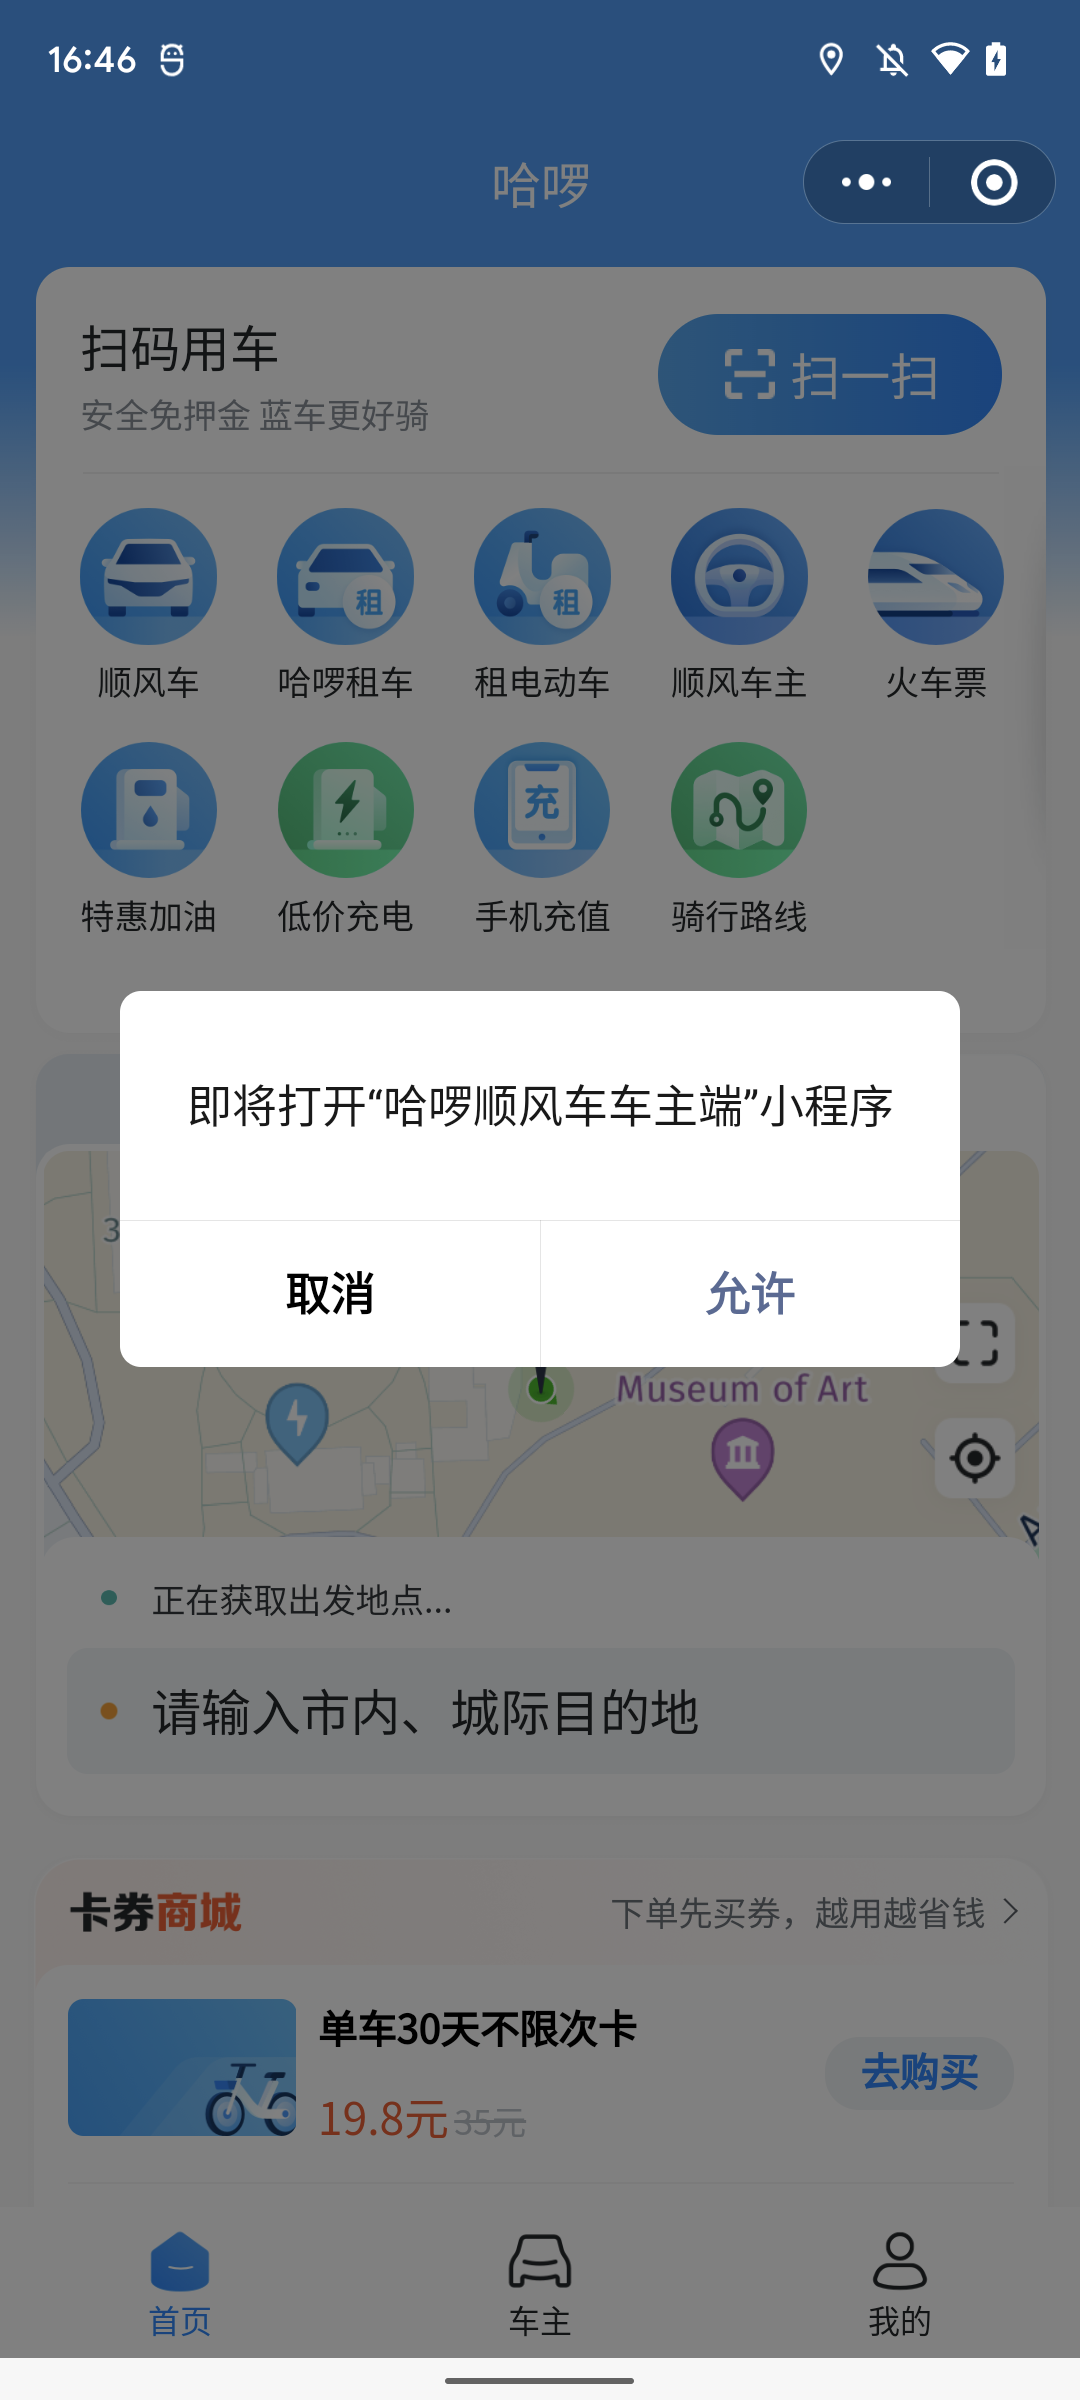 16:46
哈啰
扫码用车
安全免押金 蓝车更好骑
扫一扫
租
租
顺风车
哈啰租车
租电动车
顺风车主
火车票
充
特惠加油
低价充电
手机充值
骑行路线
即将打开“哈啰顺风车车主端”小程序
取消
允许
3
Museum of Art
正在获取出发地点...
请输入市内、城际目的地
卡券商城
下单先买券，越用越省钱
单车30天不限次卡
19.8元 35元
去购买
首页
车主
我的